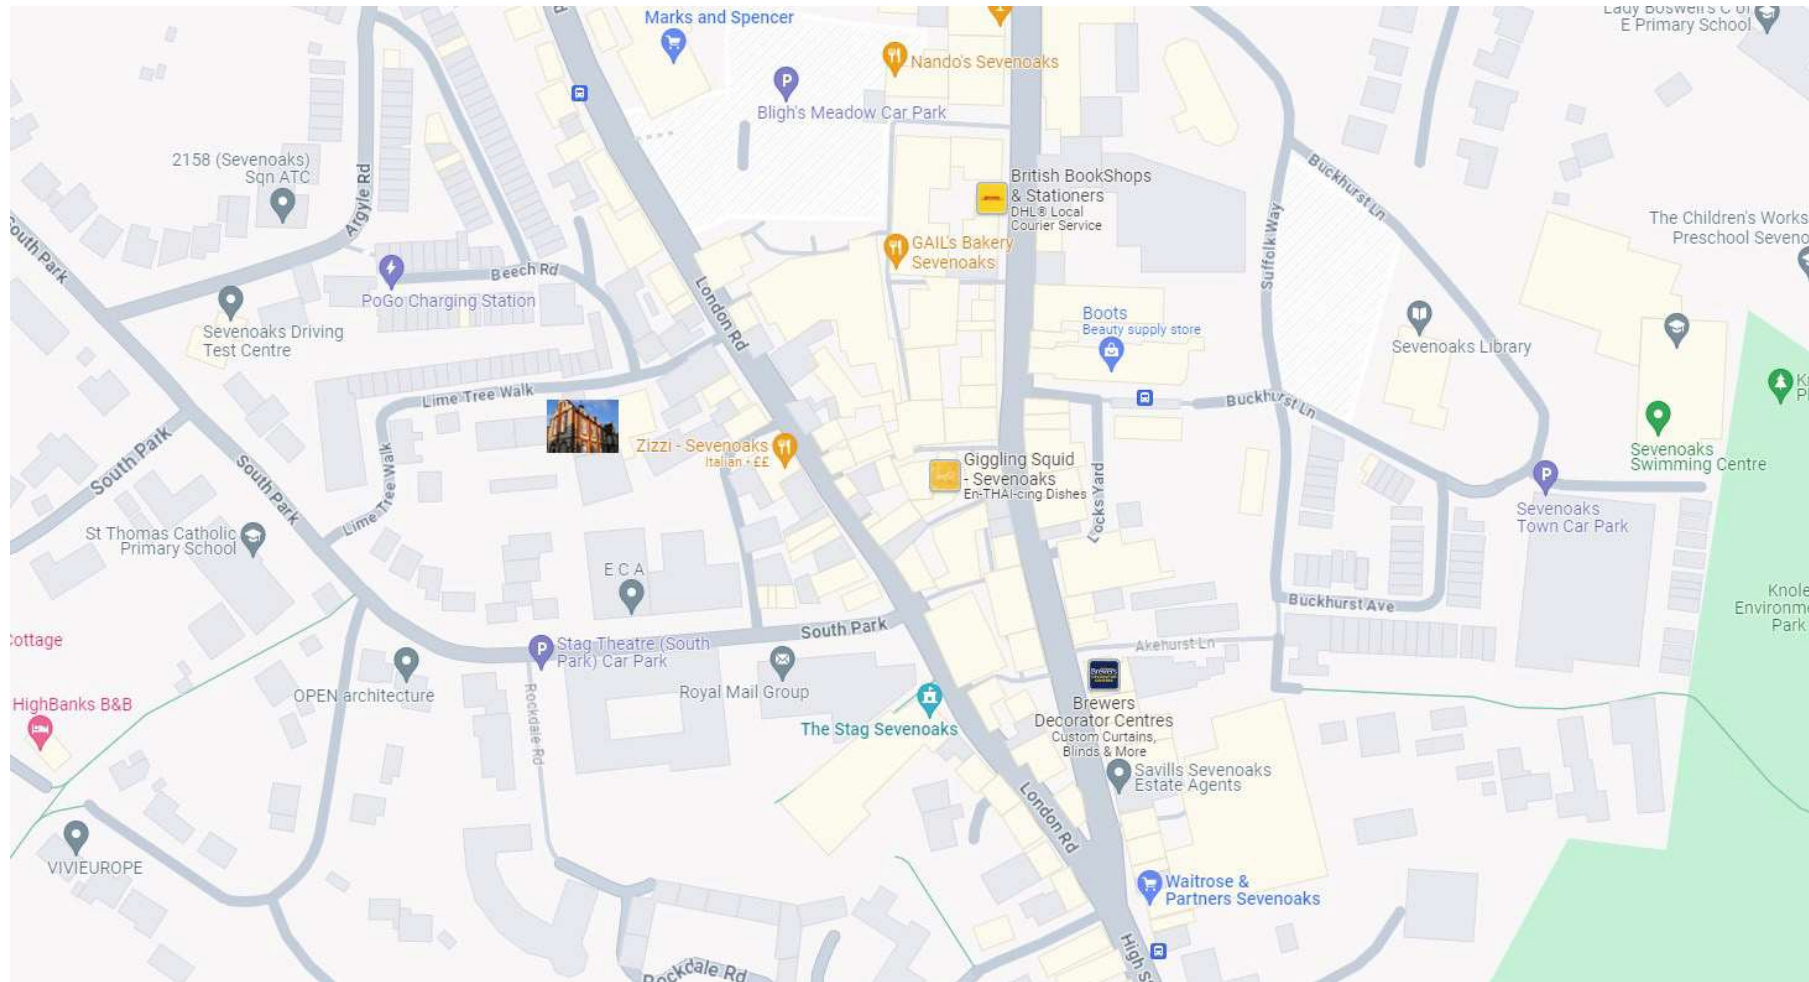 Marks and Spencer
Lady Boswell's C of
E Primary School
Nando's Sevenoaks
P
Bligh's Meadow Car Park
2158 (Sevenoaks)
Sqn ATC
Argyle Rd
British BookShops
& Stationers
DHL® Local
Courier Service
Buckhurst Ln
The Children's Works
Preschool Seveno
South Park
GAIL's Bakery
Sevenoaks
Suffolk Way
Beech Rd
PoGo Charging Station
London Rd
Sevenoaks Driving
Test Centre
Boots
Beauty supply store
Sevenoaks Library
Lime Tree Walk
Buckhurst Ln
Zizzi - Sevenoaks
Italian • ££
Giggling Squid
- Sevenoaks
En-THAI-cing Dishes
Sevenoaks
Swimming Centre
South Park
South Park
Lime Tree Walk
Lime Tree Walk
Locks Yard
P
Sevenoaks
Town Car Park
St Thomas Catholic
Primary School
E C A
Buckhurst Ave
Knole
Environme
Park
South Park
Cottage
P
Stag Theatre (South
Park) Car Park
Akehurst Ln
OPEN architecture
Royal Mail Group
HighBanks B&B
Rockdale Rd
The Stag Sevenoaks
Brewers
Decorator Centres
Custom Curtains,
Blinds & More
Savills Sevenoaks
Estate Agents
London Rd
VIVIEUROPE
Waitrose &
Partners Sevenoaks
High S
Rockdale Rd